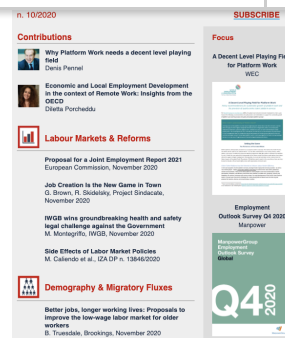 n. 10/2020
SUBSCRIBE
Contributions
Why Platform Work needs a decent level playing
field
Denis Pennel
Economic and Local Employment Development
in the context of Remote Work: Insights from the
OECD
Diletta Porcheddu
Labour Markets & Reforms
Proposal for a Joint Employment Report 2021
European Commission, November 2020
Job Creation Is the New Game in Town
G. Brown, R. Skidelsky, Project Sindacate,
November 2020
IWGB wins groundbreaking health and safety
legal challenge against the Government
M. Montegriffo, IWGB, November 2020
Side Effects of Labor Market Policies
M. Caliendo et al., IZA DP n. 13846/2020
Demography & Migratory Fluxes
Better jobs, longer working lives: Proposals to
improve the low-wage labor market for older
workers
B. Truesdale, Brookings, November 2020
Focus
A Decent Level Playing Fie
for Platform Work
WEC
Employment
Outlook Survey Q4 2020
Manpower
ManpowerGroup
Employment
Outlook Survey
Global
Q4 2020